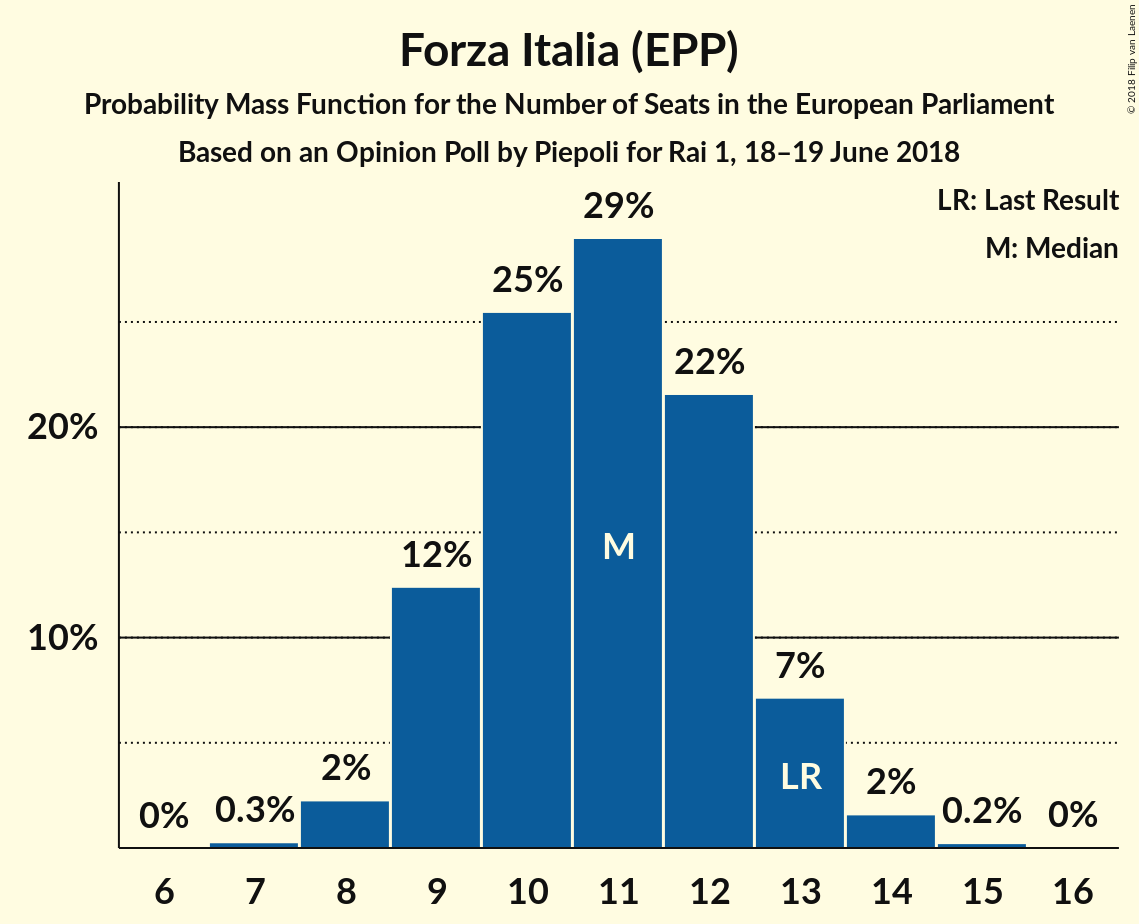 Forza Italia (EPP)
Probability Mass Function for the Number of Seats in the European Parliament
Based on an Opinion Poll by Piepoli for Rai 1, 18–19 June 2018
© 2018 Filip van Laenen
LR: Last Result
M: Median
29%
25%
22%
20%
12%
M
10%
7%
2%
LR
2%
0%
0.3%
0.2%
0%
6 7 8 9 10 11 12 13 14 15 16